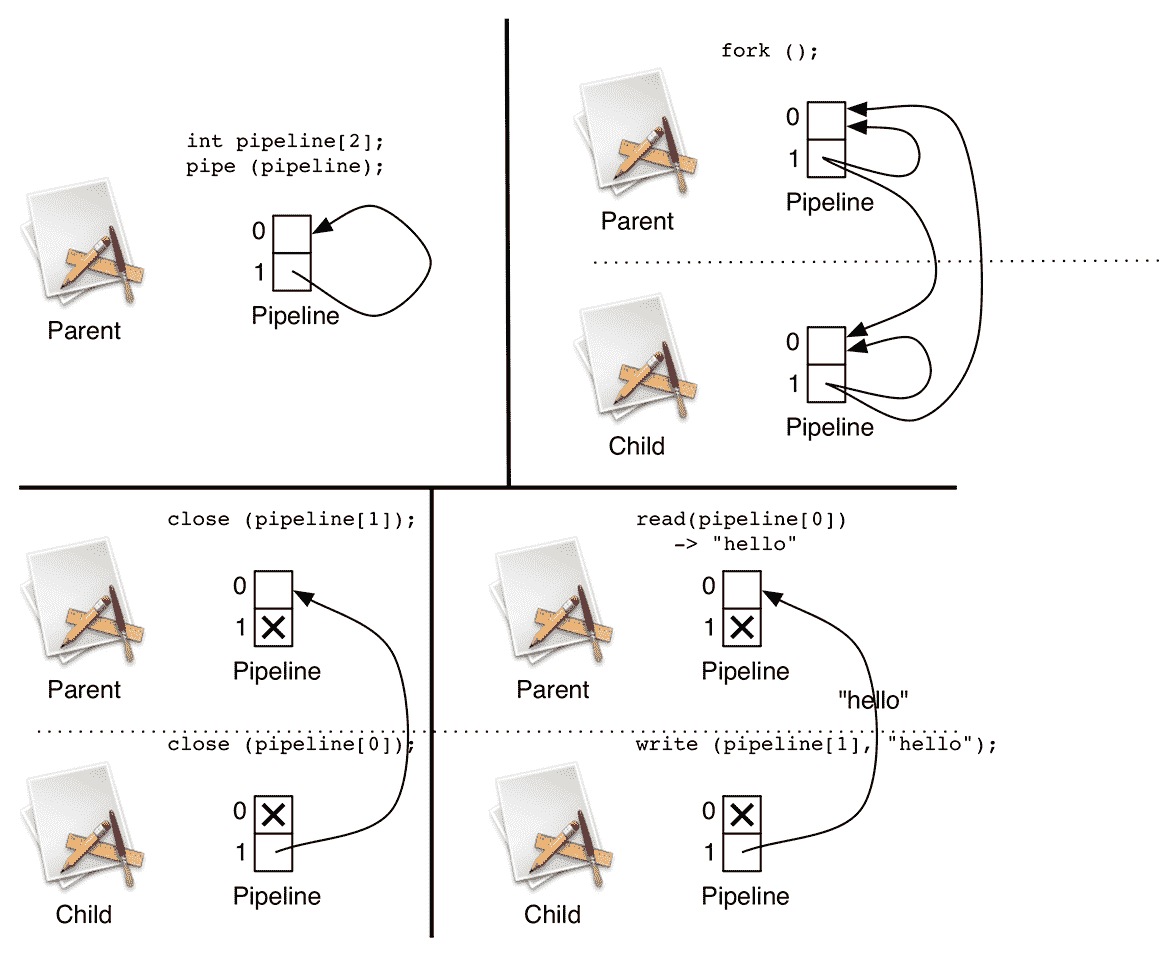 int pipeline[2];
pipe (pipeline);
0
1
Pipeline
Parent
fork ();
0
1
Pipeline
Parent
0
1
Pipeline
Child
close (pipeline[1]);
0
1
Pipeline
Parent
close (pipeline[0]);
0
1
Pipeline
Child
read(pipeline[0])
-> "hello"
0
1
Pipeline
Parent
"hello"
write (pipeline[1], "hello");
0
1
Pipeline
Child